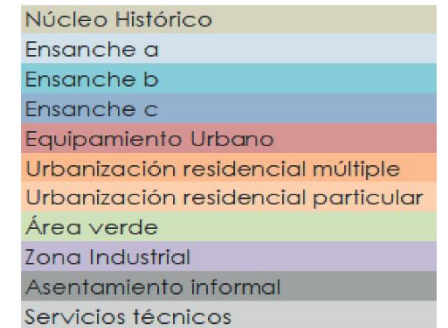 Núcleo Histórico
Ensanche a
Ensanche b
Ensanche c
Equipamiento Urbano
Urbanización residencial múltiple
Urbanización residencial particular
Área verde
Zona Industrial
Asentamiento informal
Servicios técnicos